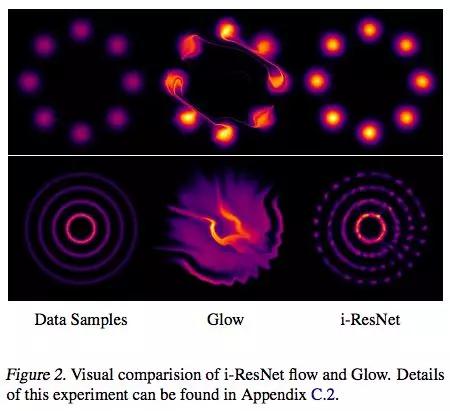 Data Samples Glow i-ResNet
Figure 2. Visual comparision of i-ResNet flow and Glow. Details
of this experiment can be found in Appendix C.2.